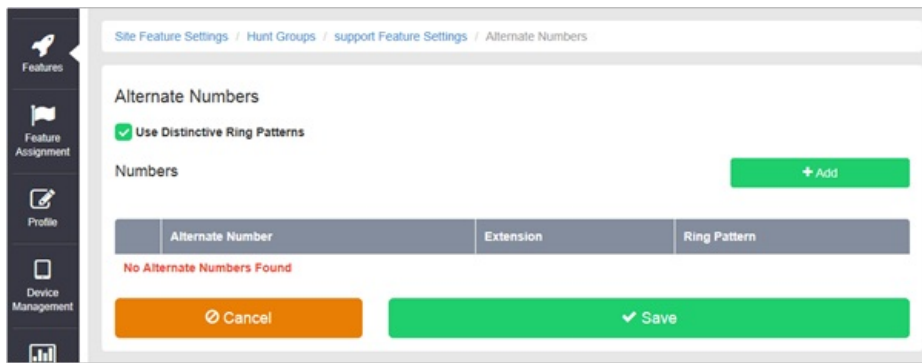 Site Feature Settings / Hunt Groups / support Feature Settings / Alternate Numbers
Features
Feature
Assignment
Profile
Device
Management
Alternate Numbers
Use Distinctive Ring Patterns
Numbers
+ Add
Alternate Number Extension Ring Pattern
No Alternate Numbers Found
Cancel
Save